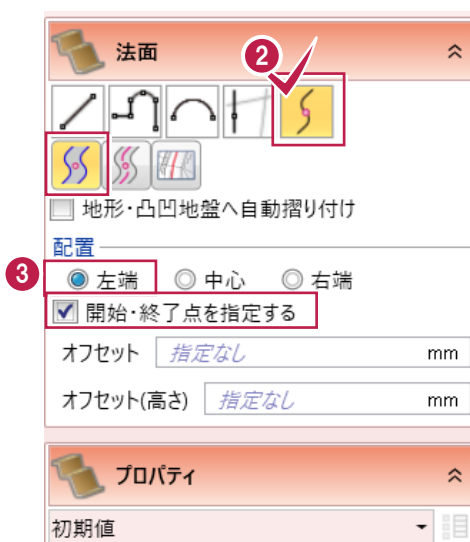 法面
2
地形・凸凹地盤へ自動摺り付け
配置
3
左端 中心 右端
開始・終了点を指定する
オフセット 指定なし mm
オフセット(高さ) 指定なし mm
プロパティ
初期値